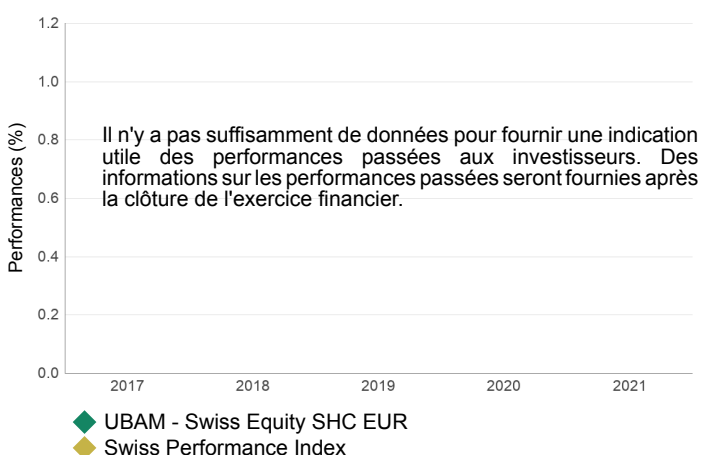 1.2
1.0
0.8
0.6
0.4
0.2
0.0
Performances (%)
Il n'y a pas suffisamment de données pour fournir une indication
utile des performances passées aux investisseurs. Des
informations sur les performances passées seront fournies après
la clôture de l'exercice financier.
2017 2018 2019 2020 2021
UBAM - Swiss Equity SHC EUR
Swiss Performance Index